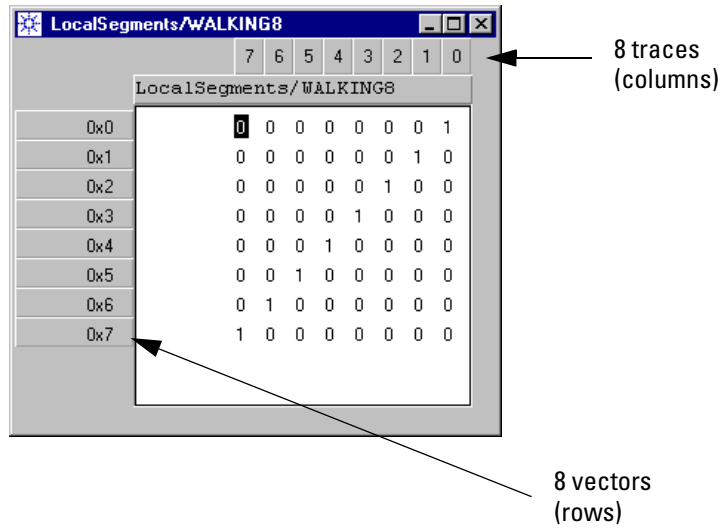 LocalSegments/WALKING8
7 6 5 4 3 2 1 0
8 traces
(columns)
LocalSegments/WALKING8
0x0 0 0 0 0 0 0 0 1
0x1 0 0 0 0 0 0 1 0
0x2 0 0 0 0 0 1 0 0
0x3 0 0 0 0 1 0 0 0
0x4 0 0 0 1 0 0 0 0
0x5 0 0 1 0 0 0 0 0
0x6 0 1 0 0 0 0 0 0
0x7 1 0 0 0 0 0 0 0
8 vectors
(rows)